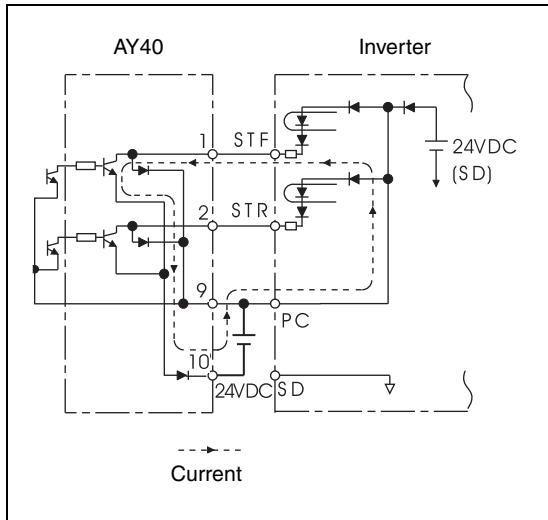 AY40
Inverter
1
STF
24VDC
(SD)
2
STR
9
PC
10
24VDC
SD
Current